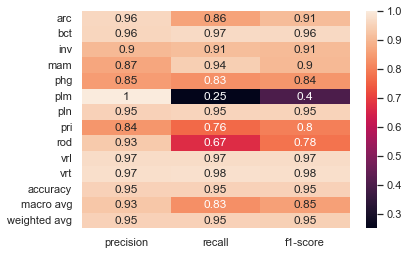 arc 0.96 0.86 0.91 1.0
bct 0.96 0.97 0.96
inv 0.9 0.91 0.91 0.9
mam 0.87 0.94 0.9 0.8
phg 0.85 0.83 0.84
plm 1 0.25 0.4 0.7
pln 0.95 0.95 0.95 0.6
pri 0.84 0.76 0.8
rod 0.93 0.67 0.78 0.5
vrl 0.97 0.97 0.97
vrt 0.97 0.98 0.98 0.4
accuracy 0.95 0.95 0.95
macro avg 0.93 0.83 0.85 0.3
weighted avg 0.95 0.95 0.95
precision recall f1-score